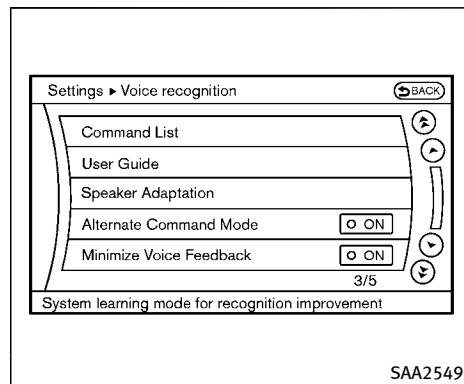 Settings ▸ Voice recognition BACK
Command List
User Guide
Speaker Adaptation
Alternate Command Mode ON
Minimize Voice Feedback ON
3/5
System learning mode for recognition improvement
SAA2549